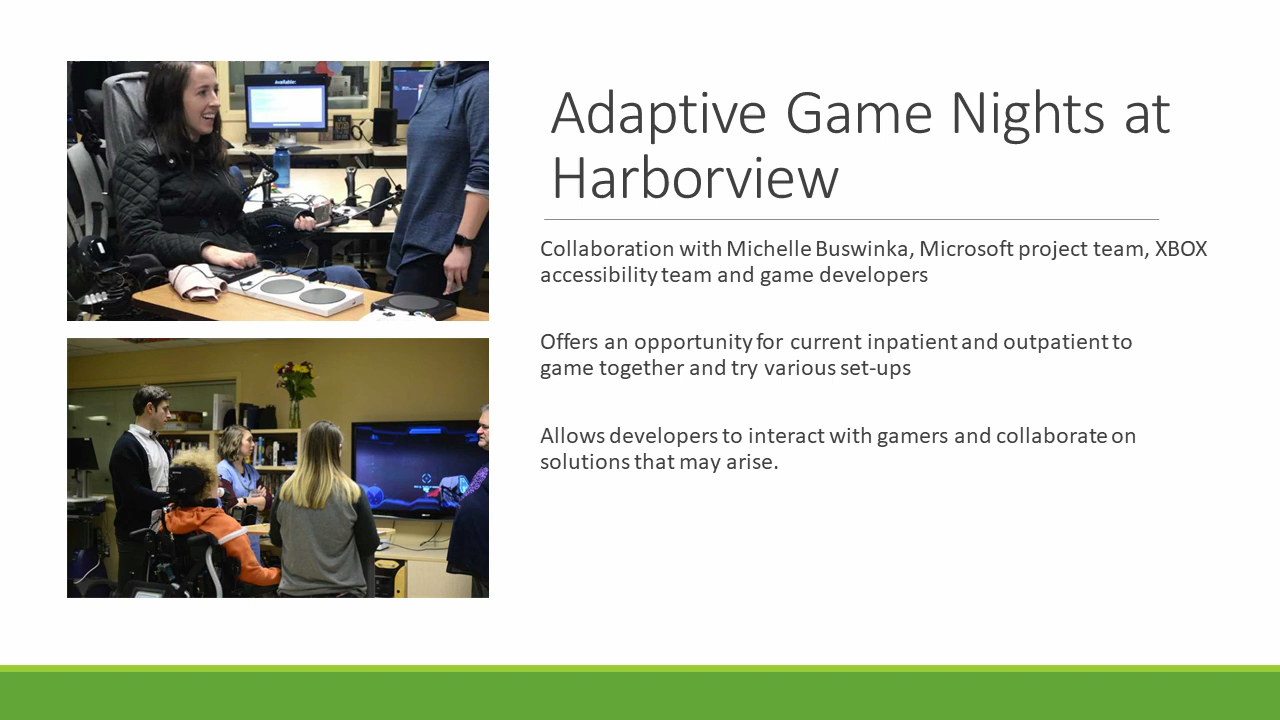 Available:
Adaptive Game Nights at
Harborview
Collaboration with Michelle Buswinka, Microsoft project team, XBOX
accessibility team and game developers
Offers an opportunity for current inpatient and outpatient to
game together and try various set-ups
Allows developers to interact with gamers and collaborate on
solutions that may arise.